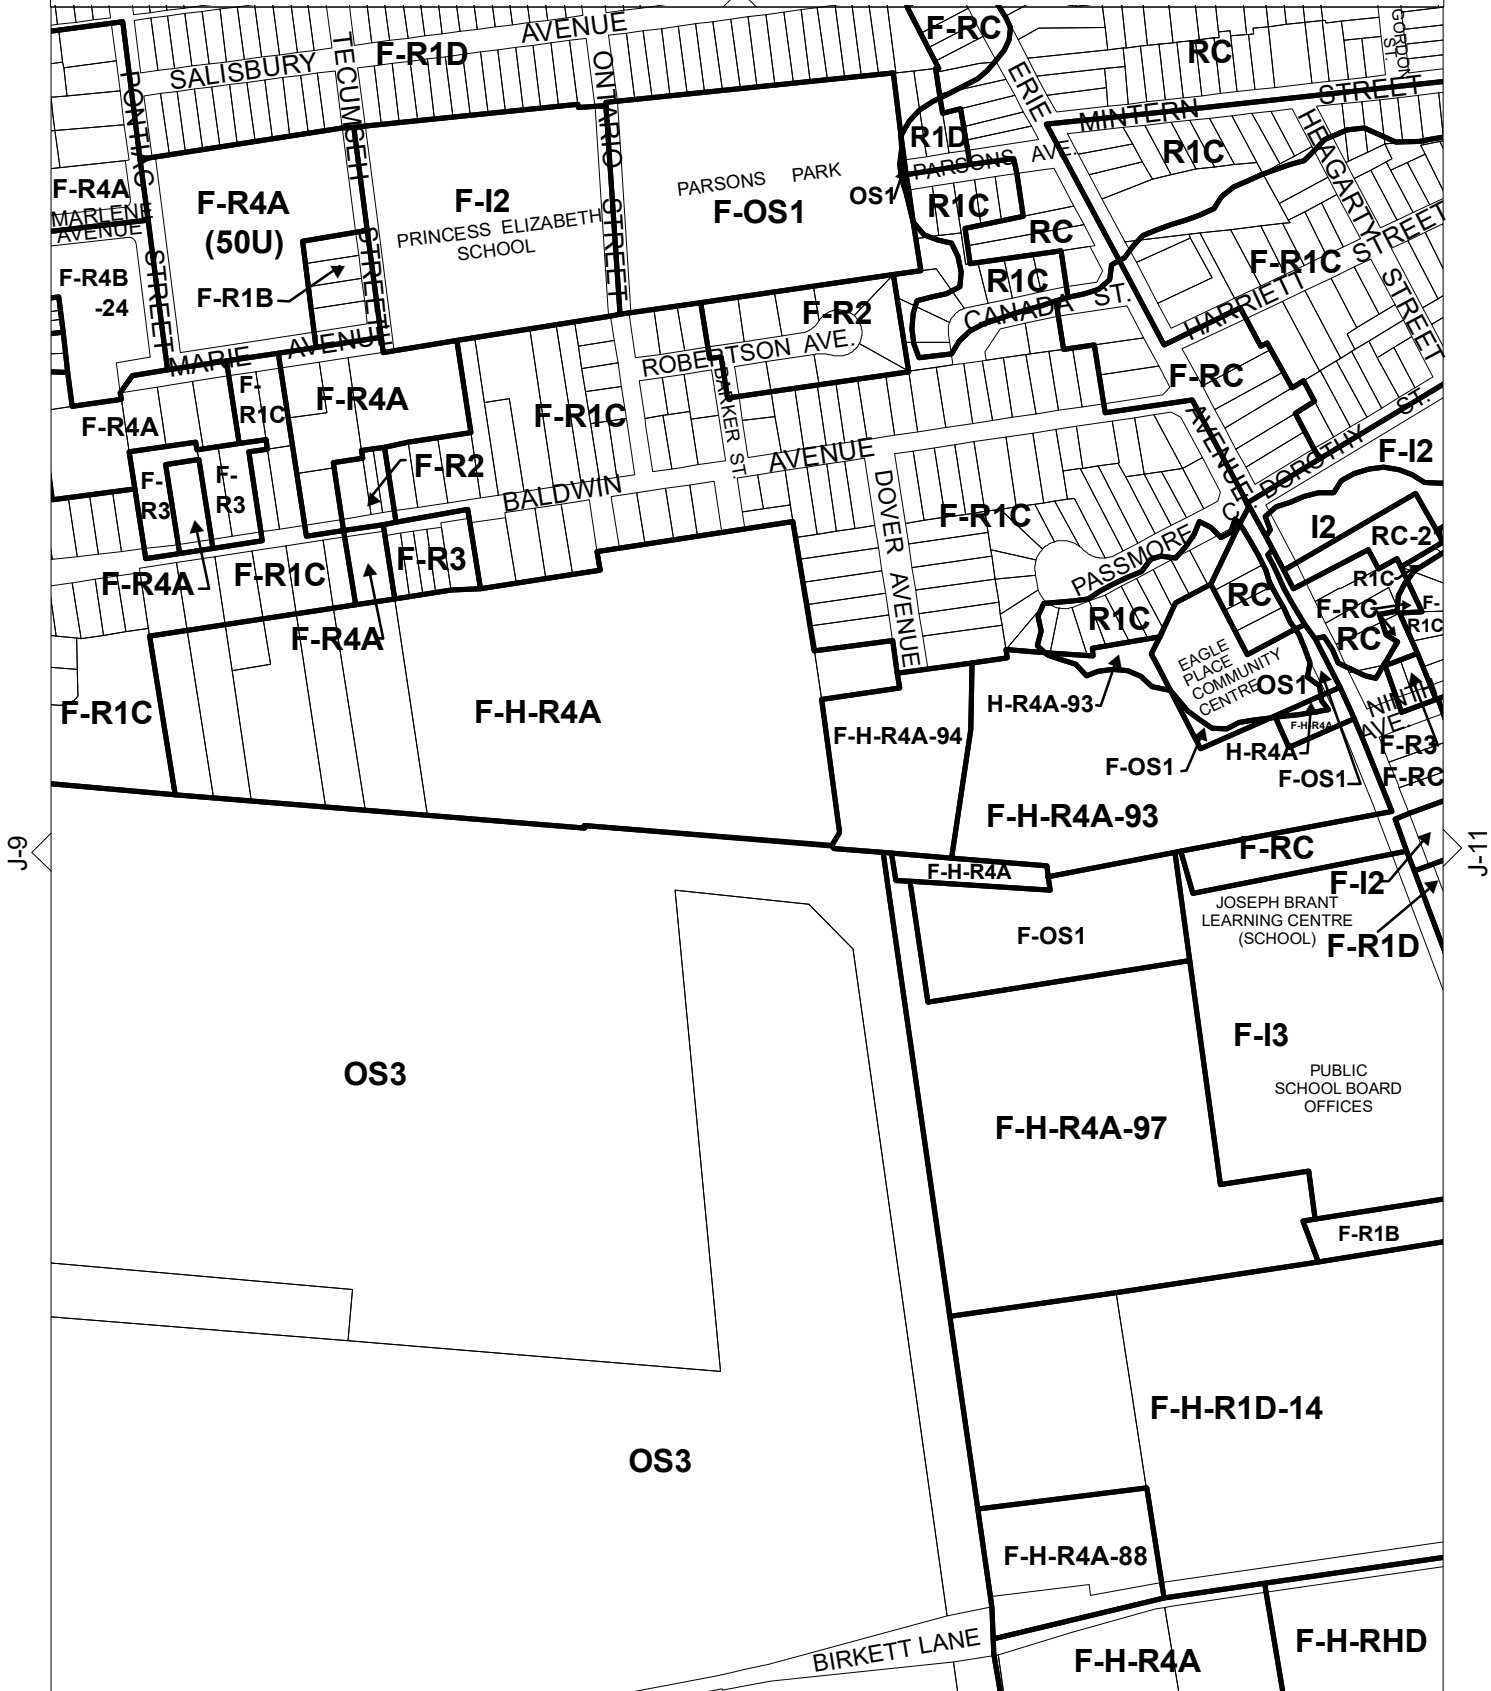 AVENUE
F-RC
GORDON
ST.
SALISBURY
TECUMSEH
F-R1D
ONTARIO
ERIE
RC
PONTIAC
MINTERN
STREET
HEAGARTY
R1D
PARSONS AVE.
R1C
F-R4A
MARLENE
AVENUE
F-R4A
(50U)
F-I2
PRINCESS ELIZABETH
SCHOOL
PARSONS PARK
F-OS1
OS1
R1C
RC
STREET
STREET
STREET
F-R4B
-24
F-R1B
R1C
CANADA ST.
F-R1C
HARRIETT
STREET
STREET
MARIE
AVENUE
F-R2
ROBERTSON AVE.
F-RC
F-
R1C
F-R4A
F-R4A
F-R1C
BARKER ST.
AVENUE
DOROTHY
ST.
F-I2
F-
R3
F-
R3
F-R2
BALDWIN
AVENUE
DOVER
AVENUE
F-R1C
I2
RC-21
PASSMORE
C.
F-R4A
F-R1C
F-R3
F-R4A
R1C
RC
R1C
F-RC
RC
F-
R1C
EAGLE
PLACE
COMMUNITY
CENTRE
OS1
NINTH
AVE.
F-R1C
F-H-R4A
H-R4A-93
F-H-R4A-94
F-OS1
H-R4A
F-H-R4A
F-OS1
F-R3
F-RC
F-H-R4A-93
J-9
J-11
F-RC
F-H-R4A
F-I2
JOSEPH BRANT
LEARNING CENTRE
(SCHOOL)
F-R1D
F-OS1
F-I3
OS3
PUBLIC
SCHOOL BOARD
OFFICES
F-H-R4A-97
F-R1B
F-H-R1D-14
OS3
F-H-R4A-88
BIRKETT LANE
F-H-R4A
F-H-RHD